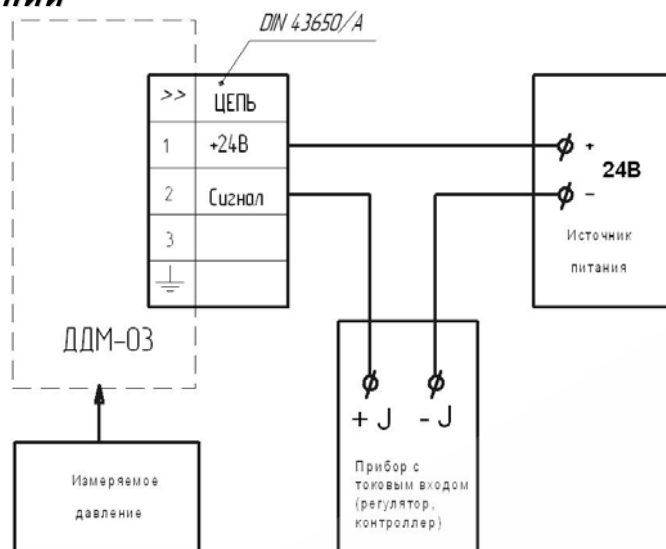 DIN 43650/A
>> ЦЕПЬ
1 +24В
2 Сигнал
3
ДДМ-03
Измеряемое
давление
+
24В
-
Источник
питания
+ J - J
Прибор с
токовым входом
(регулятор,
контроллер)